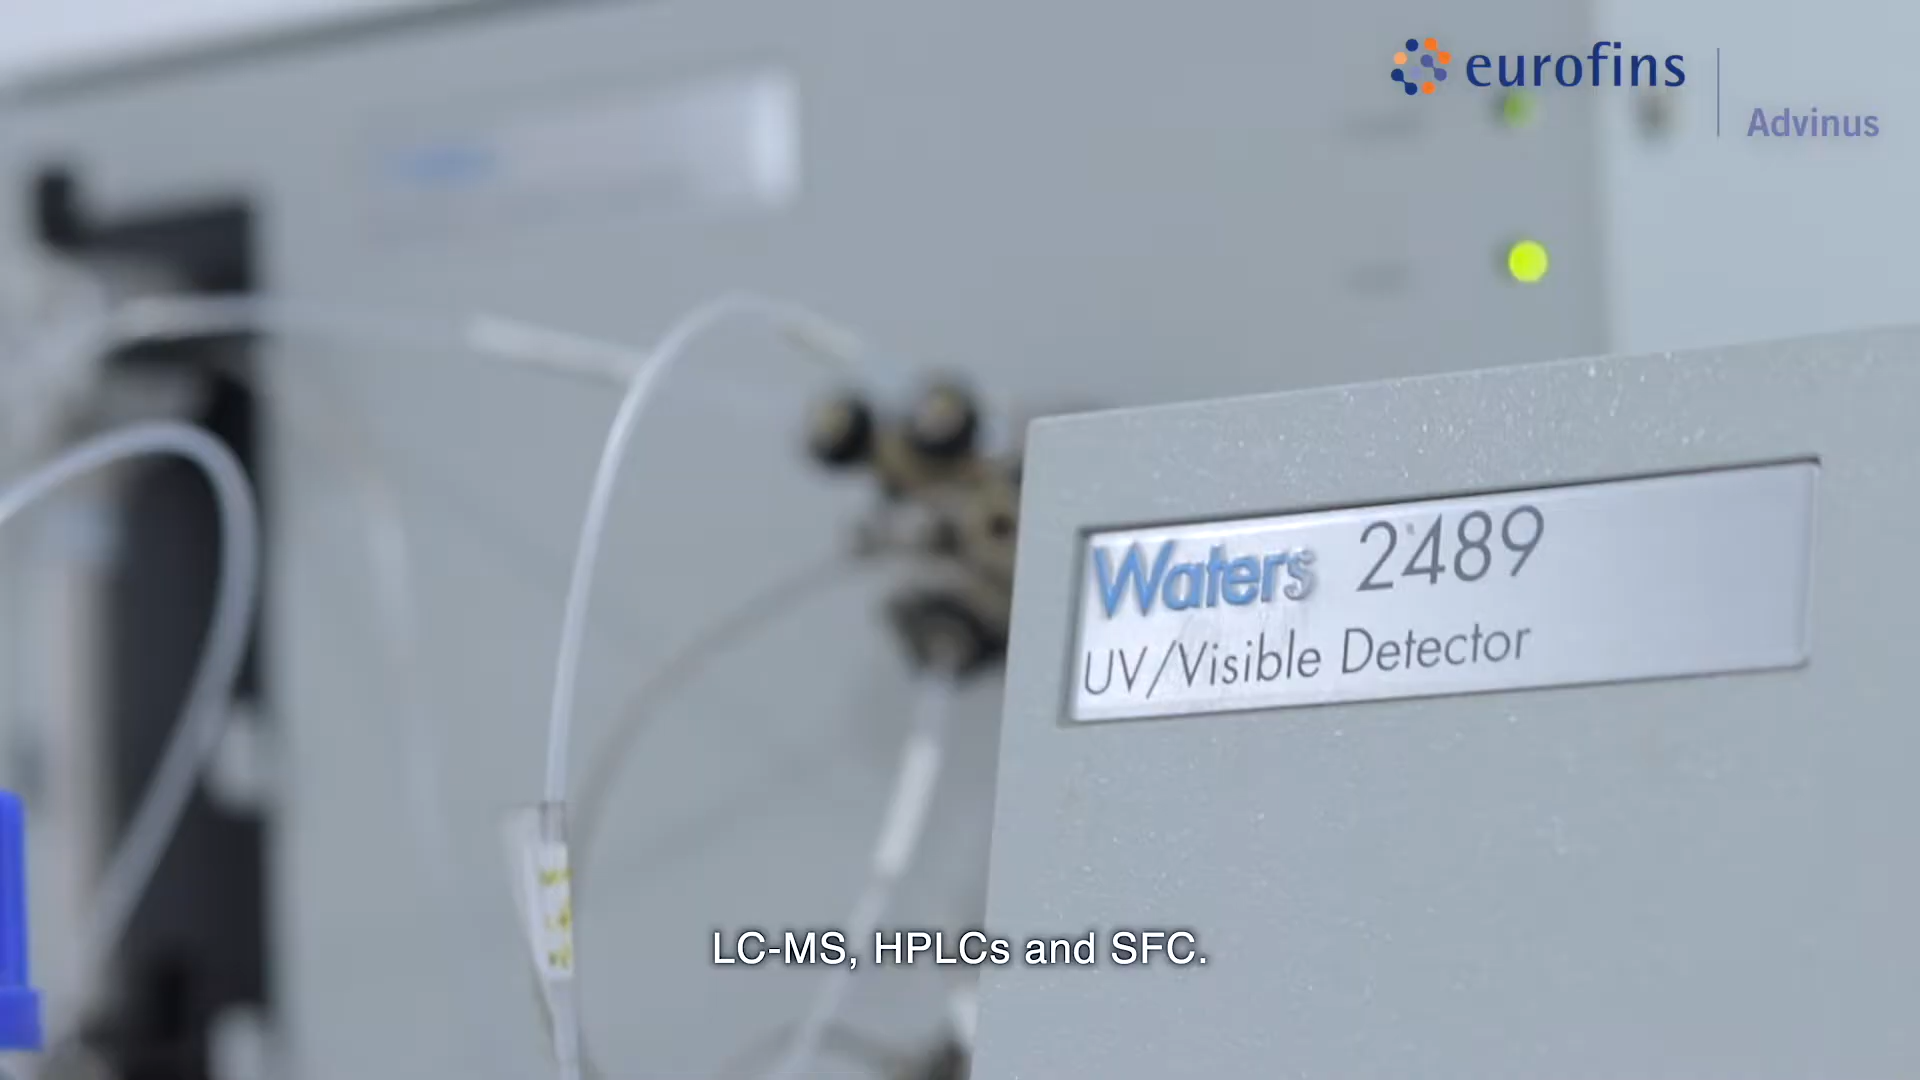 eurofins
Advinus
Waters 2489
UV/Visible Detector
LC-MS, HPLCs and SFC.